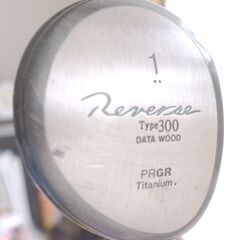 1
Reverse
Type300
DATA WOOD
PRGR
Titanium.